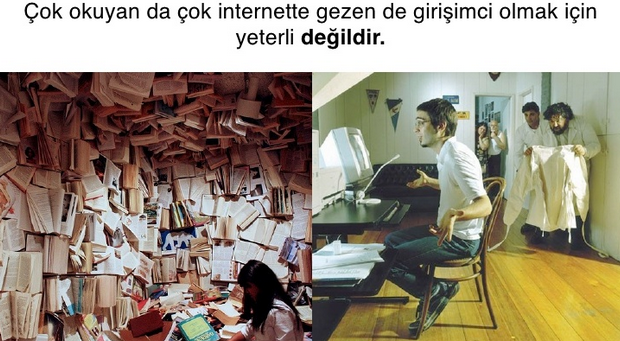 Çok okuyan da çok internette gezen de girişimci olmak için
yeterli değildir.